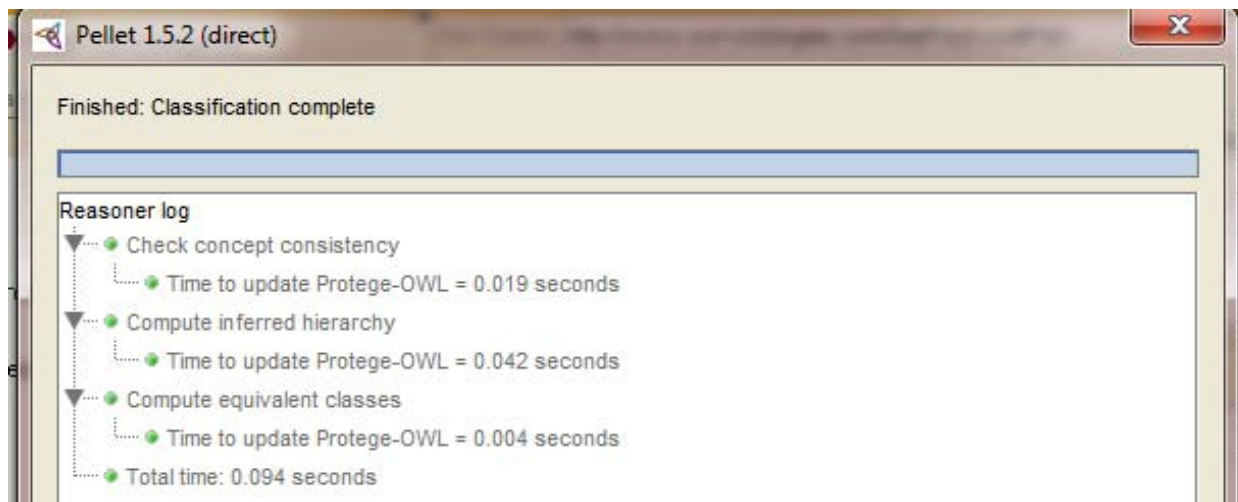 Pellet 1.5.2 (direct)
Finished: Classification complete
Reasoner log
Check concept consistency
Time to update Protege-OWL = 0.019 seconds
Compute inferred hierarchy
Time to update Protege-OWL = 0.042 seconds
Compute equivalent classes
Time to update Protege-OWL = 0.004 seconds
Total time: 0.094 seconds